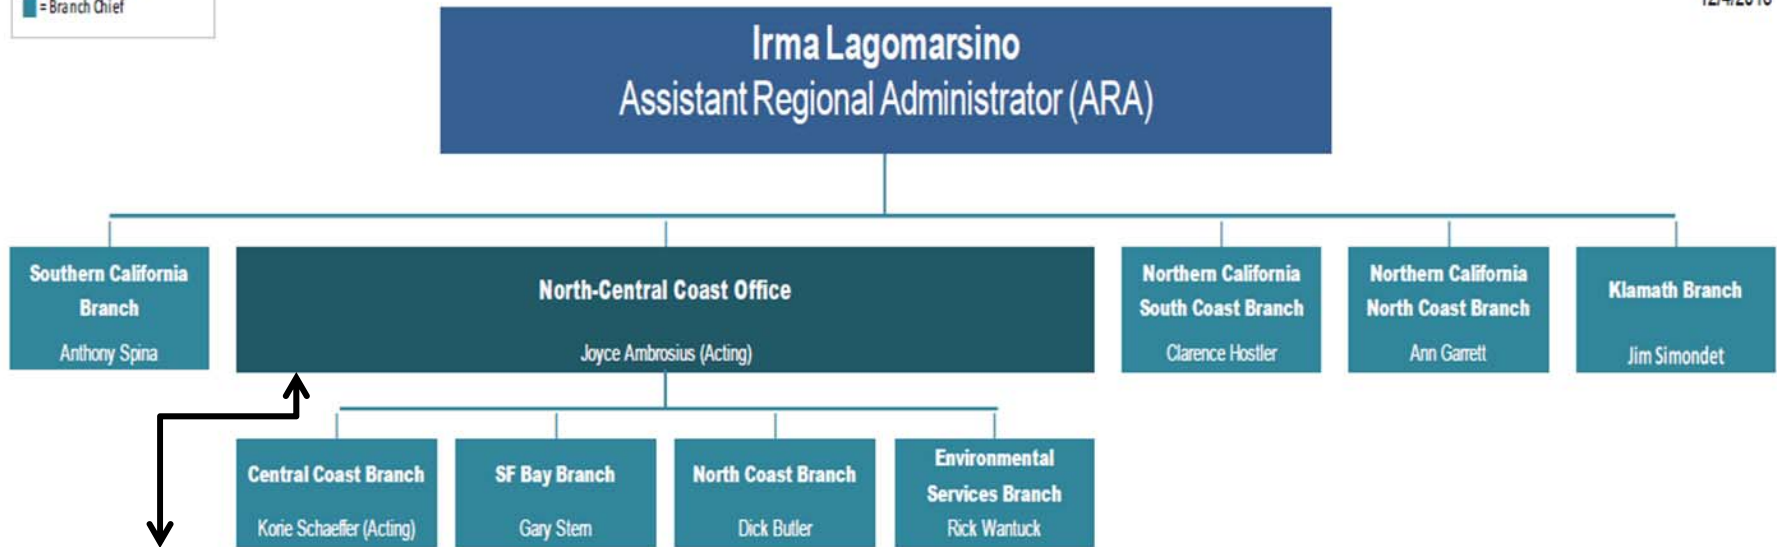 = Branch Chief
Irma Lagomarsino
Assistant Regional Administrator (ARA)
Southern California
Branch
Anthony Spina
North-Central Coast Office
Joyce Ambrosius (Acting)
Northern California
South Coast Branch
Clarence Hostler
Northern California
North Coast Branch
Ann Garrett
Klamath Branch
Jim Simondet
Central Coast Branch
Korie Schaeffer (Acting)
SF Bay Branch
Gary Stern
North Coast Branch
Dick Butler
Environmental
Services Branch
Rick Wantuck